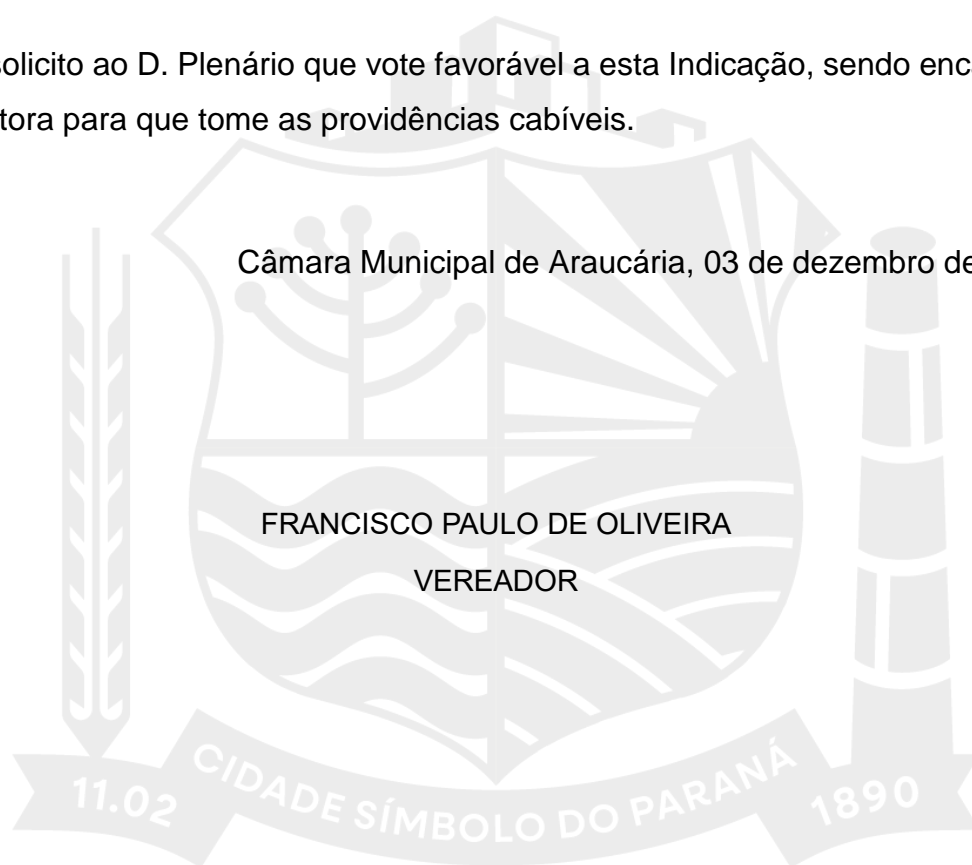 solicito ao D. Plenário que vote favorável a esta Indicação, sendo enc
tora para que tome as providências cabíveis.
Câmara Municipal de Araucária, 03 de dezembro de
FRANCISCO PAULO DE OLIVEIRA
VEREADOR
11.02 CIDADE SÍMBOLO DO PARANÁ 1890